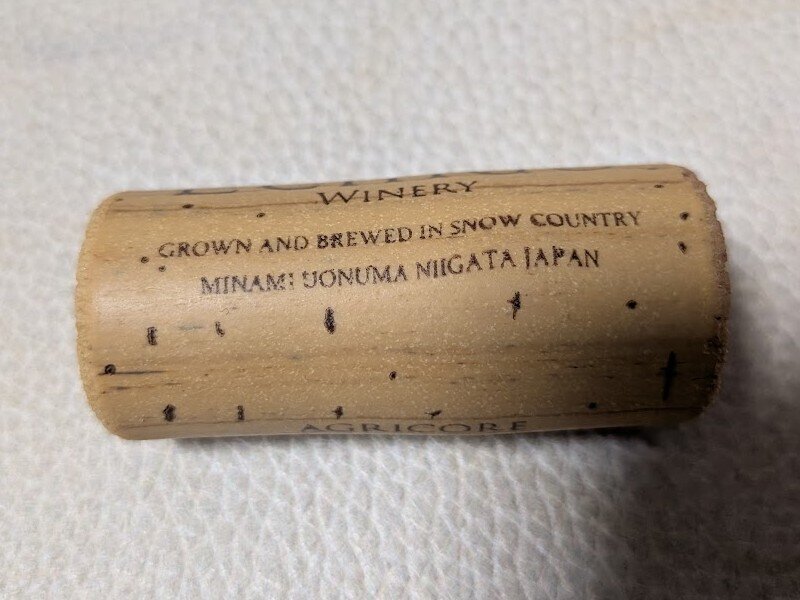 WINERY
GROWN AND BREWED IN SNOW COUNTRY
MINAMI UONUMA NIIGATA JAPAN
AGRICORE